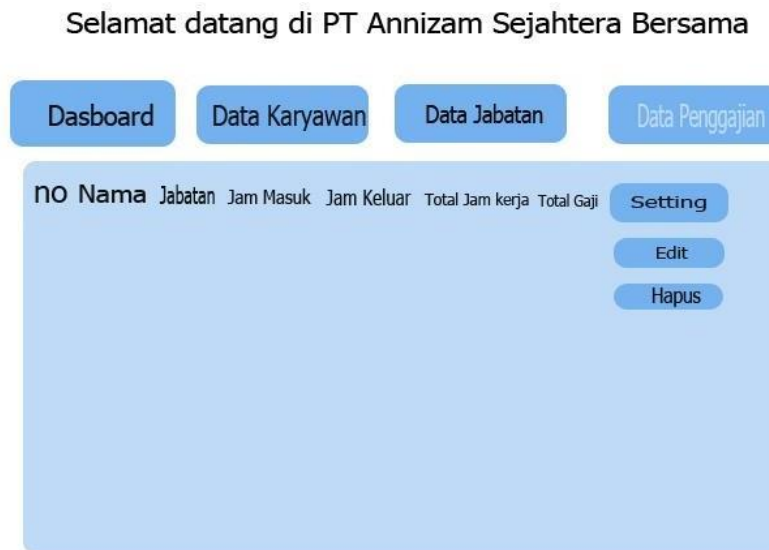 Selamat datang di PT Annizam Sejahtera Bersama
Dasboard Data Karyawan Data Jabatan Data Penggajian
no Nama Jabatan Jam Masuk Jam Keluar Total Jam kerja Total Gaji Setting
Edit
Hapus